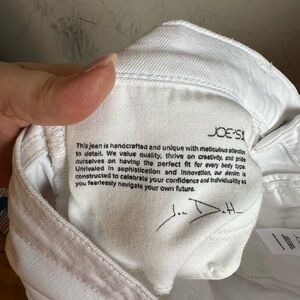 JOE'S
This jean is handcrafted and unique with meticulous attention
to detail. We value quality, thrive on creativity, and pride
ourselves on having the perfect fit for every body type.
Unrivaled in sophistication and innovation, our denim is
constructed to celebrate your confidence and individuality as
you fearlessly navigate your own future.
Joe